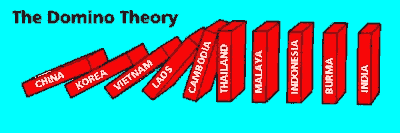 The Domino Theory
CHINA
KOREA
VIETNAM
LAOS
CAMBODIA
THAILAND
MALAYA
INDONESIA
BURMA
INDIA